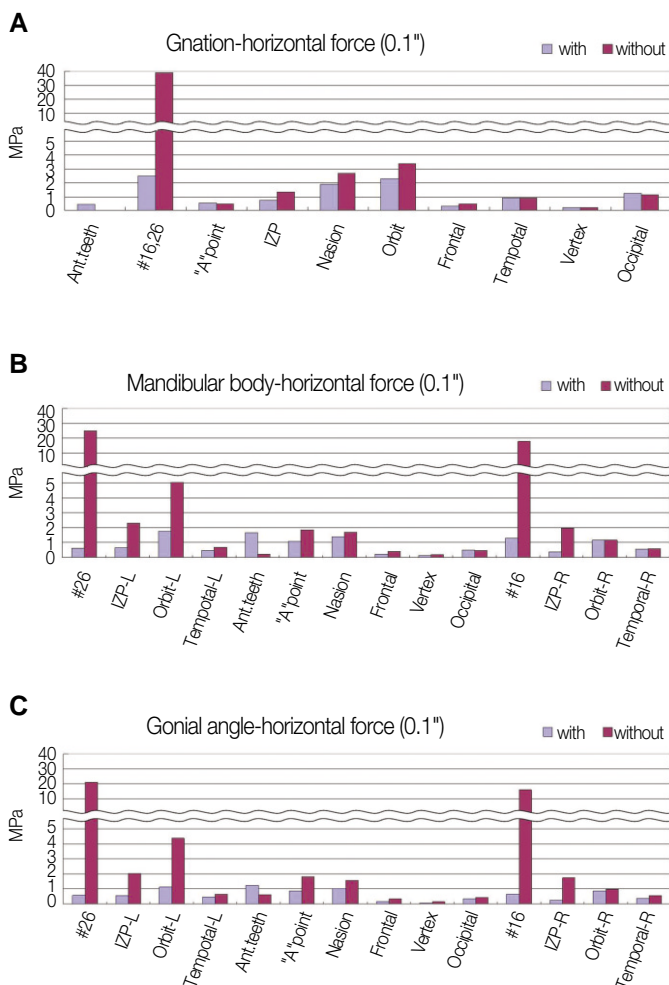 A
Gnation-horizontal force (0.1")
with without
40
30
20
10
5
4
3
2
1
0
MPa
Ant.teeth
#16,26
"A"point
IZP
Nasion
Orbit
Frontal
Tempotal
Vertex
Occipital
B
Mandibular body-horizontal force (0.1")
with without
40
30
20
10
5
4
3
2
1
0
MPa
#26
IZP-L
Orbit-L
Tempotal-L
Ant.teeth
"A"point
Nasion
Frontal
Vertex
Occipital
#16
IZP-R
Orbit-R
Temporal-R
C
Gonial angle-horizontal force (0.1")
with without
40
30
20
10
5
4
3
2
1
0
MPa
#26
IZP-L
Orbit-L
Tempotal-L
Ant.teeth
"A"point
Nasion
Frontal
Vertex
Occipital
#16
IZP-R
Orbit-R
Temporal-R